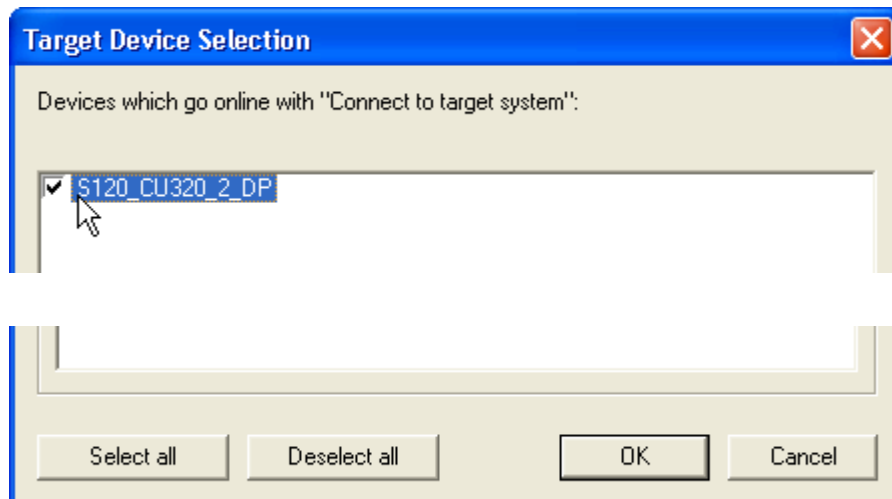 Target Device Selection
Devices which go online with "Connect to target system":
S120_CU320_2_DP
Select all
Deselect all
OK
Cancel